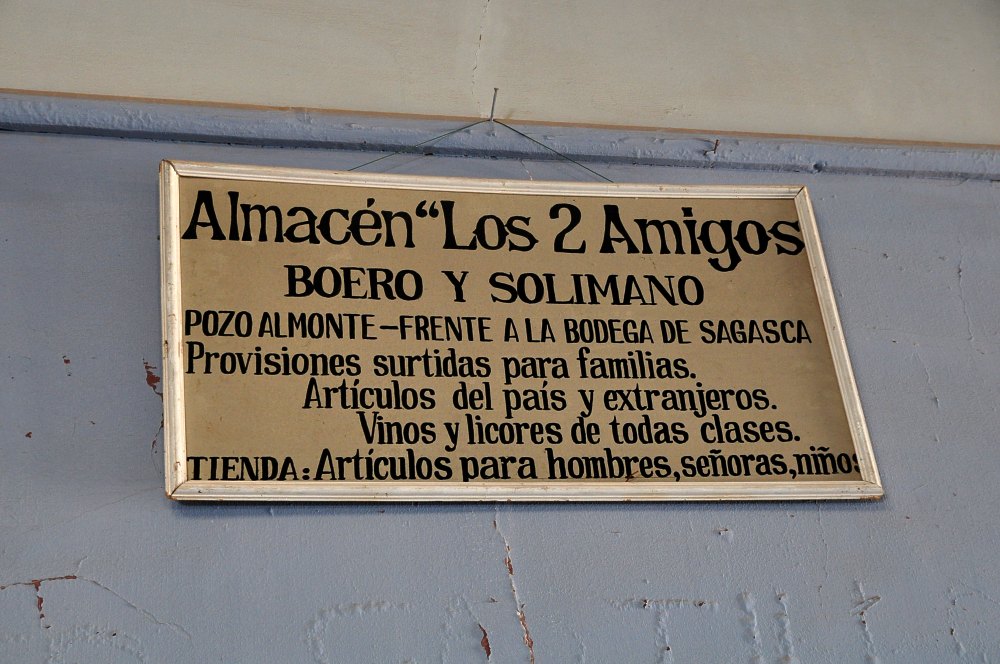 Almacén “Los 2 Amigos
BOERO Y SOLIMANO
POZO ALMONTE-FRENTE A LA BODEGA DE SAGASCA
Provisiones surtidas para familias.
Artículos del país y extranjeros.
Vinos y licores de todas clases.
TIENDA: Artículos para hombres, señoras, niños